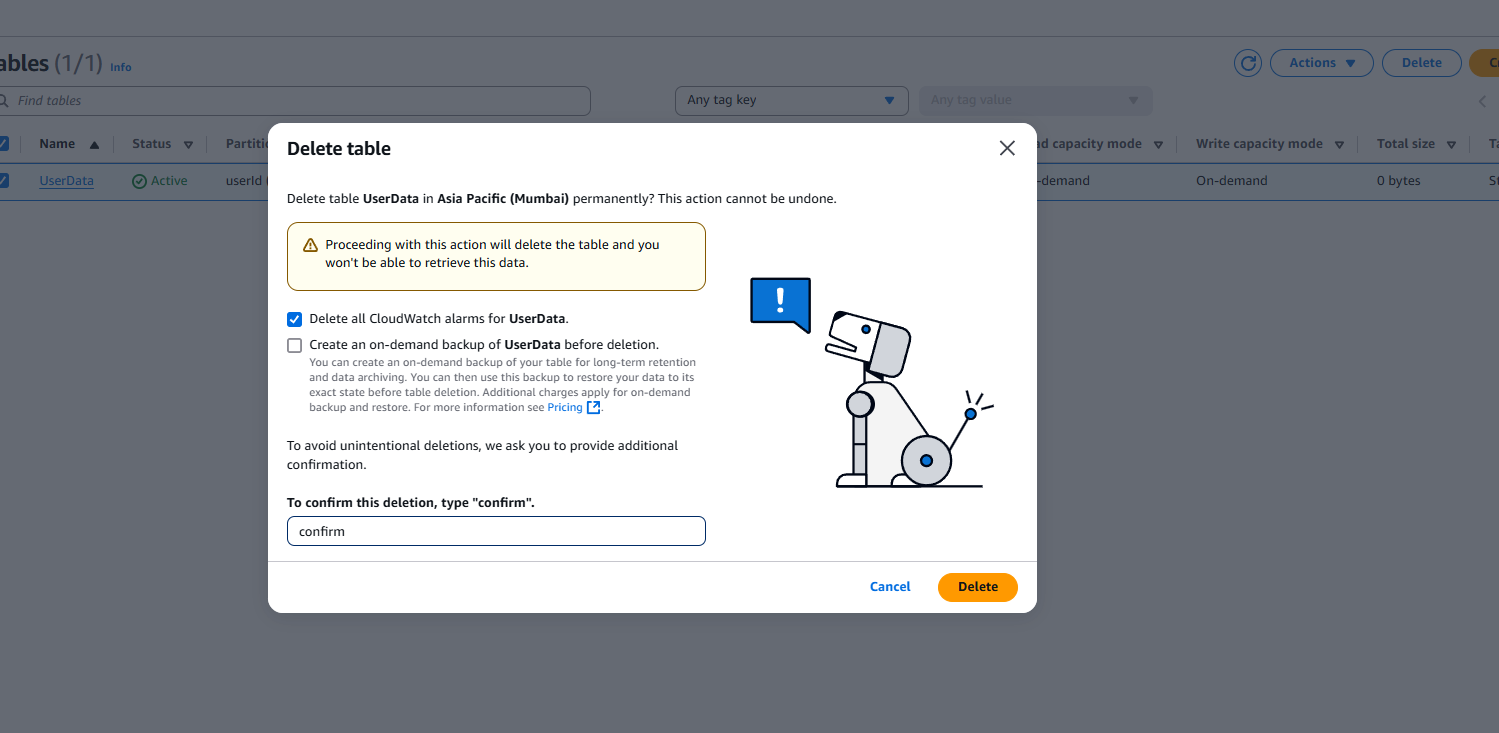 ables (1/1) Info
Actions
Delete
Find tables
Any tag key
Any tag value
Name Status ad capacity mode Write capacity mode Total size
UserData Active userId -demand On-demand 0 bytes
Delete table
Delete table UserData in Asia Pacific (Mumbai) permanently? This action cannot be undone.
Proceeding with this action will delete the table and you
won't be able to retrieve this data.
!
Delete all CloudWatch alarms for UserData.
Create an on-demand backup of UserData before deletion.
You can create an on-demand backup of your table for long-term retention
and data archiving. You can then use this backup to restore your data to its
exact state before table deletion. Additional charges apply for on-demand
backup and restore. For more information see Pricing.
To avoid unintentional deletions, we ask you to provide additional
confirmation.
To confirm this deletion, type "confirm".
confirm
Cancel Delete